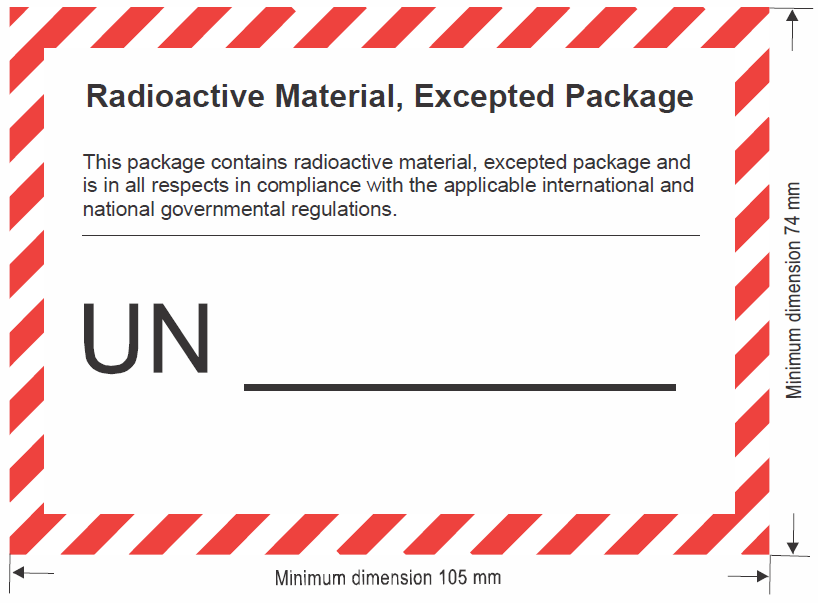 Radioactive Material, Excepted Package
This package contains radioactive material, excepted package and
is in all respects in compliance with the applicable international and
national governmental regulations.
UN
Minimum dimension 74 mm
Minimum dimension 105 mm